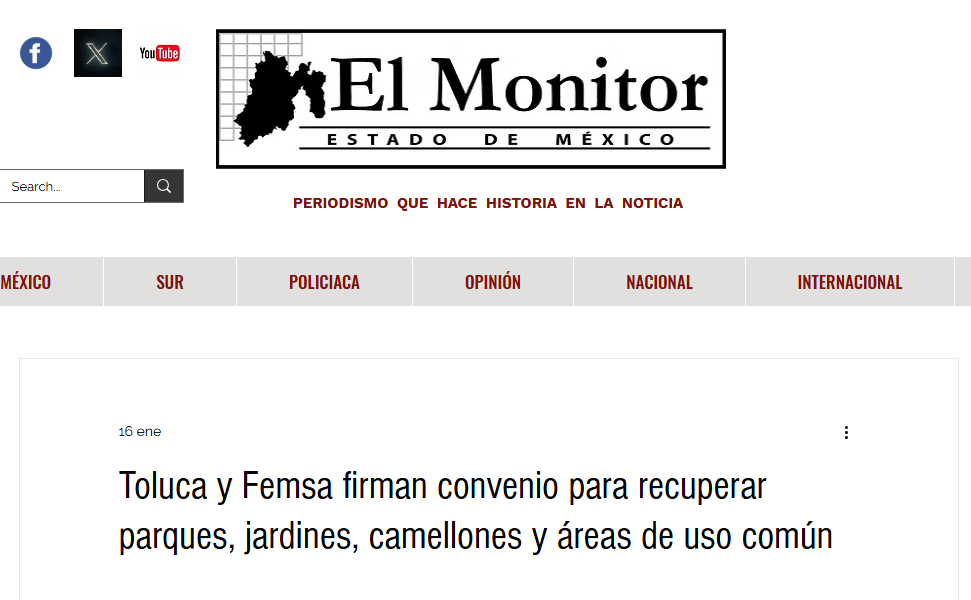 f
X
YouTube
El Monitor
ESTADO DE MÉXICO
Search...
PERIODISMO QUE HACE HISTORIA EN LA NOTICIA
MÉXICO SUR POLICIACA OPINIÓN NACIONAL INTERNACIONAL
16 ene
Toluca y Femsa firman convenio para recuperar
parques, jardines, camellones y áreas de uso común